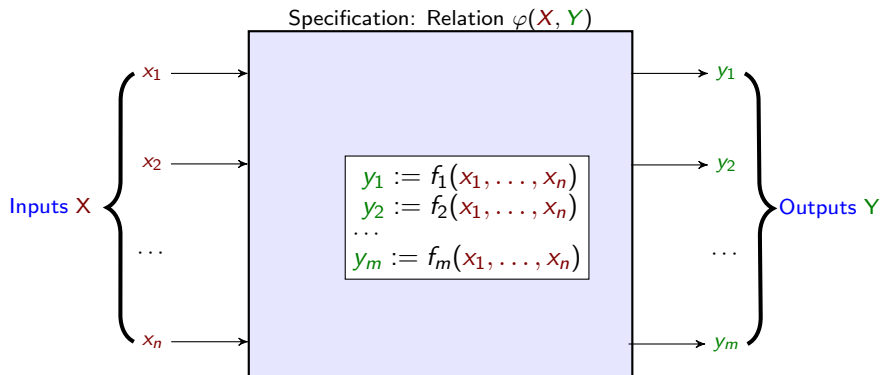 Specification: Relation φ(X, Y)
x₁
y₁
x₂
y₂
y₁ := f₁(x₁, . . . , xₙ)
y₂ := f₂(x₁, . . . , xₙ)
. . .
yₘ := fₘ(x₁, . . . , xₙ)
Inputs X
Outputs Y
. . .
. . .
xₙ
yₘ